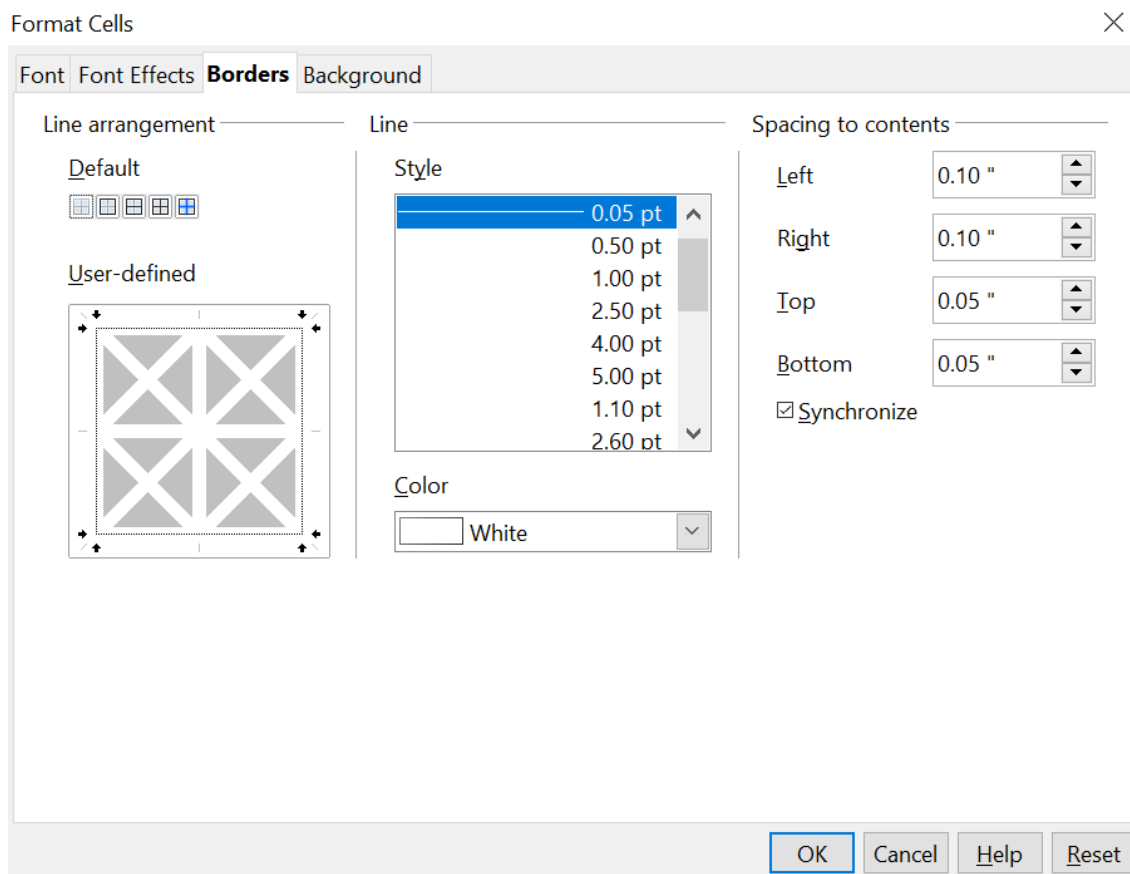 Format Cells
Font Font Effects Borders Background
Line arrangement
Default
User-defined
Line
Style
0.05 pt
0.50 pt
1.00 pt
2.50 pt
4.00 pt
5.00 pt
1.10 pt
2.60 pt
Color
White
Spacing to contents
Left 0.10 "
Right 0.10 "
Top 0.05 "
Bottom 0.05 "
Synchronize
OK Cancel Help Reset